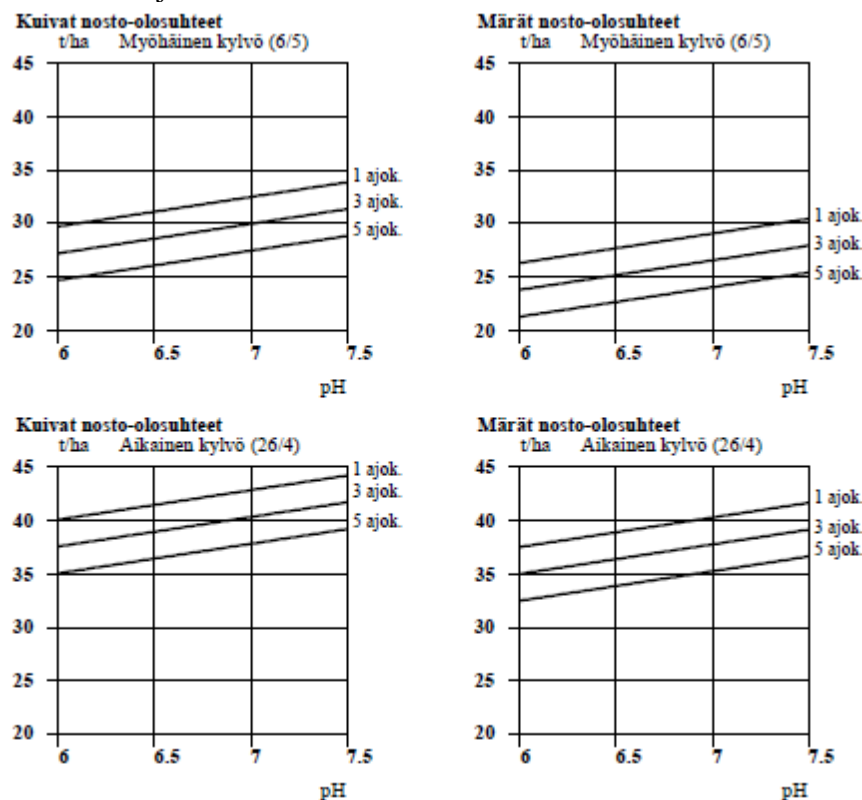 Kuivat nosto-olosuhteet
t/ha Myöhäinen kylvö (6/5)
45
40
35
30
25
20
1 ajok.
3 ajok.
5 ajok.
6 6.5 7 7.5
pH
Märät nosto-olosuhteet
t/ha Myöhäinen kylvö (6/5)
45
40
35
30
25
20
1 ajok.
3 ajok.
5 ajok.
6 6.5 7 7.5
pH
Kuivat nosto-olosuhteet
t/ha Aikainen kylvö (26/4)
45
40
35
30
25
20
1 ajok.
3 ajok.
5 ajok.
6 6.5 7 7.5
pH
Märät nosto-olosuhteet
t/ha Aikainen kylvö (26/4)
45
40
35
30
25
20
1 ajok.
3 ajok.
5 ajok.
6 6.5 7 7.5
pH